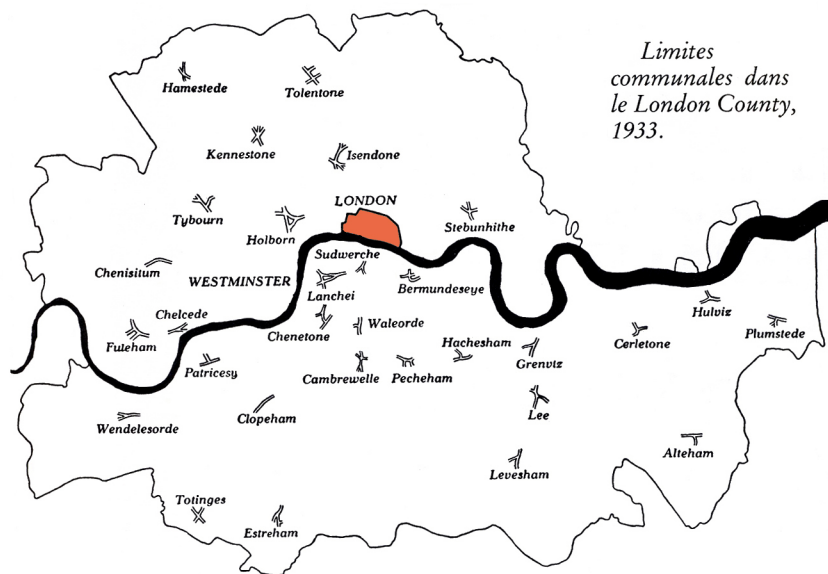 Limites
communales dans
le London County,
1933.
Hamestede
Tolentone
Kennestone
Isendone
Tybourn
LONDON
Holborn
Stebunhithe
Sudwerche
Chenisitum
WESTMINSTER
Lanchei
Bermundeseye
Hulviz
Chelcede
Waleorde
Chenetone
Plumstede
Fuleham
Hachesham
Cerletone
Grenviz
Patricesy
Cambrewelle
Pecheham
Wendelesorde
Clopeham
Lee
Alteham
Levesham
Totinges
Estreham